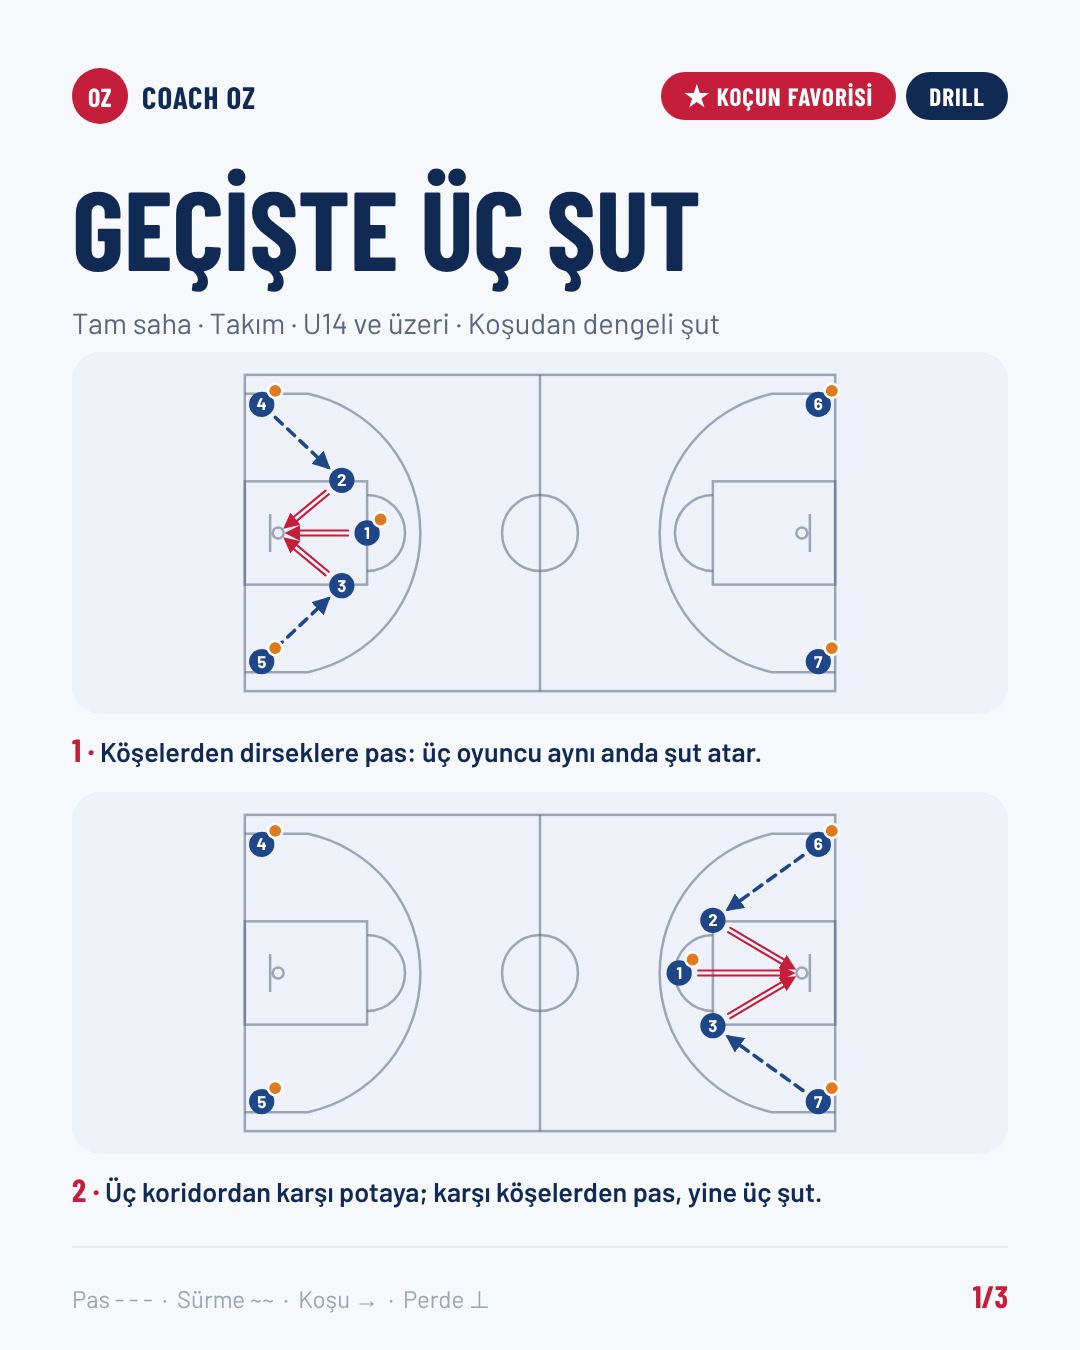 OZ COACH OZ
★ KOÇUN FAVORİSİ DRILL
GEÇİŞTE ÜÇ ŞUT
Tam saha · Takım · U14 ve üzeri · Koşudan dengeli şut
4 6
2
1
3
5 7
1 · Köşelerden dirseklere pas: üç oyuncu aynı anda şut atar.
4 6
2
1
3
5 7
2 · Üç koridordan karşı potaya; karşı köşelerden pas, yine üç şut.
Pas - - - · Sürme ~~ · Koşu → · Perde ⊥
1/3